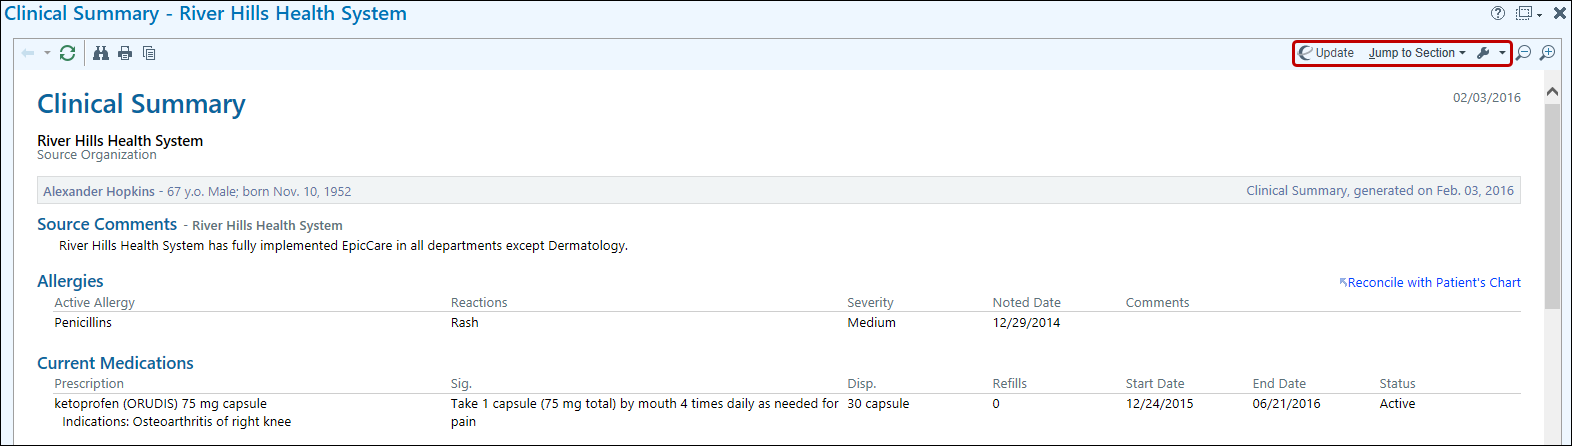 Clinical Summary - River Hills Health System
Update Jump to Section
Clinical Summary 02/03/2016
River Hills Health System
Source Organization
Alexander Hopkins - 67 y.o. Male; born Nov. 10, 1952 Clinical Summary, generated on Feb. 03, 2016
Source Comments - River Hills Health System
River Hills Health System has fully implemented EpicCare in all departments except Dermatology.
Allergies Reconcile with Patient's Chart
Active Allergy Reactions Severity Noted Date Comments
Penicillins Rash Medium 12/29/2014
Current Medications
Prescription Sig. Disp. Refills Start Date End Date Status
ketoprofen (ORUDIS) 75 mg capsule Take 1 capsule (75 mg total) by mouth 4 times daily as needed for 30 capsule 0 12/24/2015 06/21/2016 Active
Indications: Osteoarthritis of right knee pain